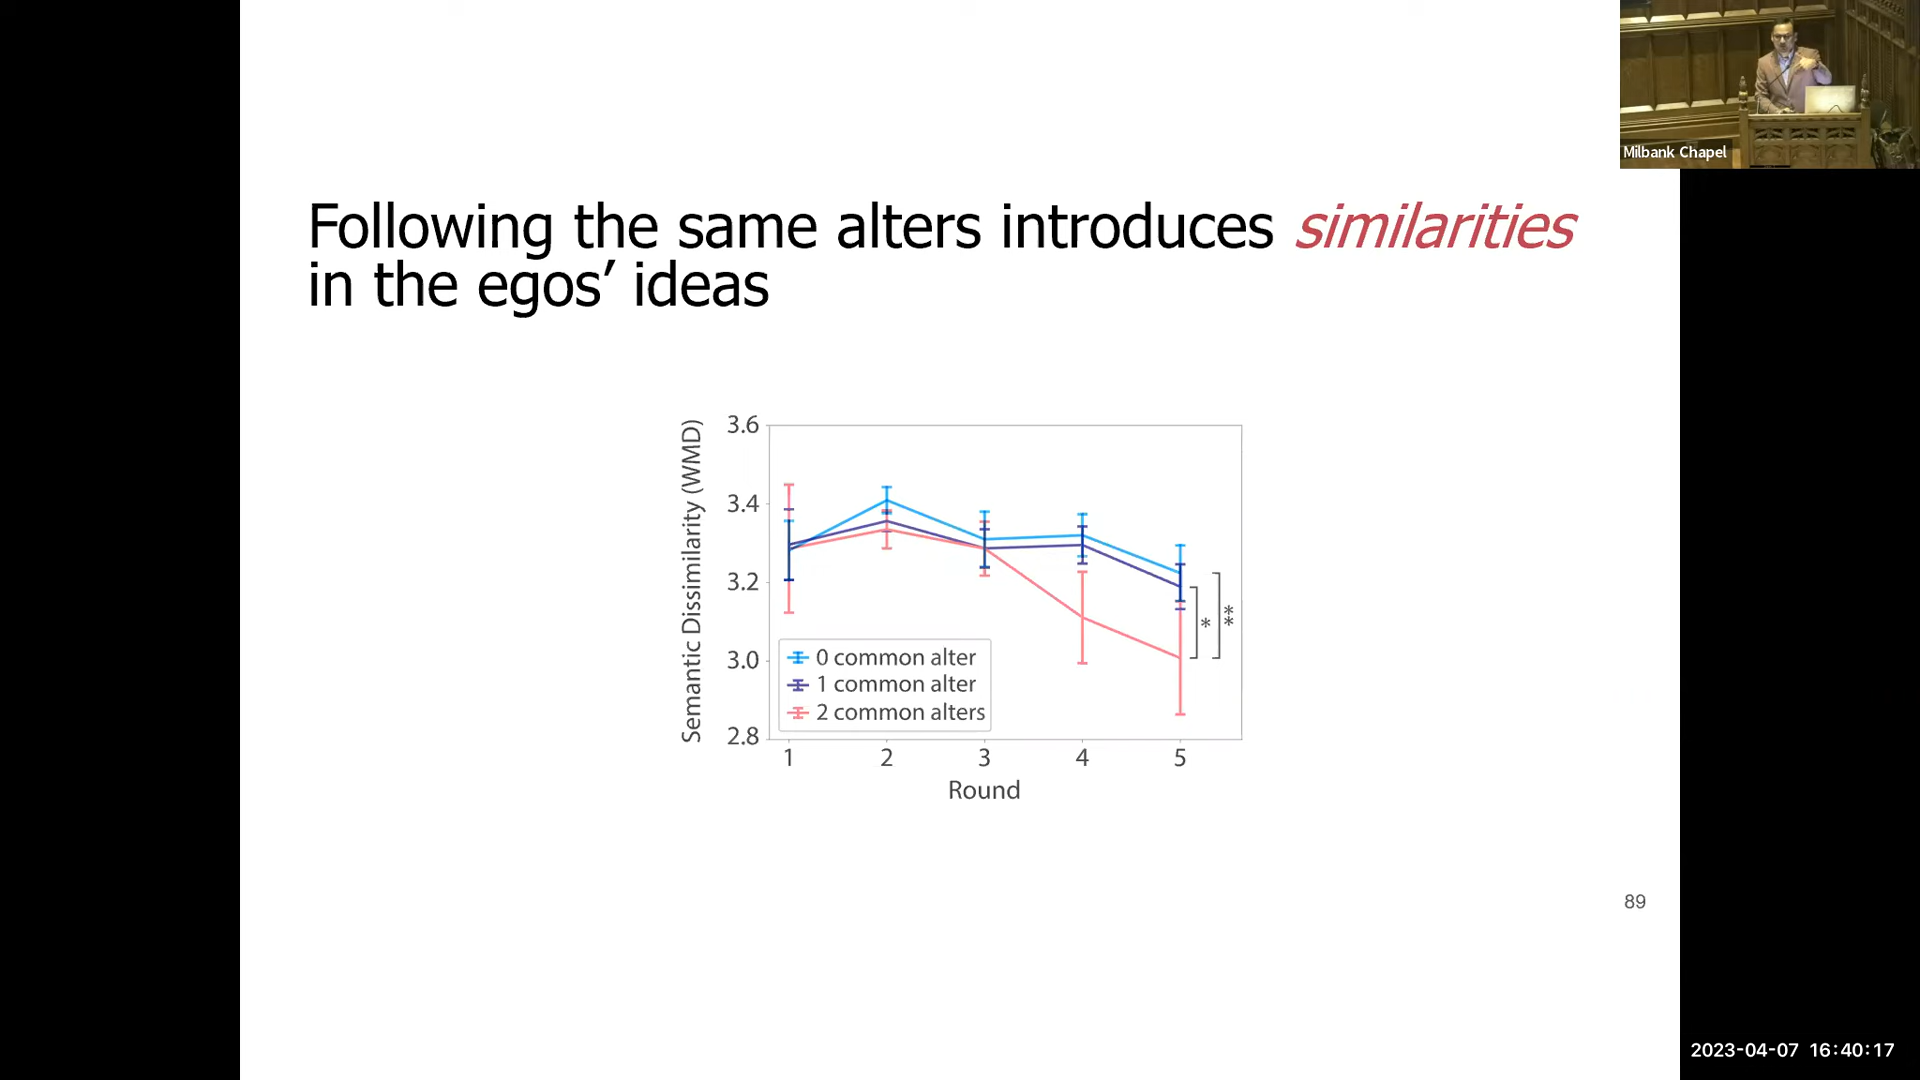 Milbank Chapel
Following the same alters introduces similarities
in the egos’ ideas
Semantic Dissimilarity (WMD)
3.6
3.4
3.2
3.0
2.8
0 common alter
1 common alter
2 common alters
*
**
1 2 3 4 5
Round
89
2023-04-07 16:40:17